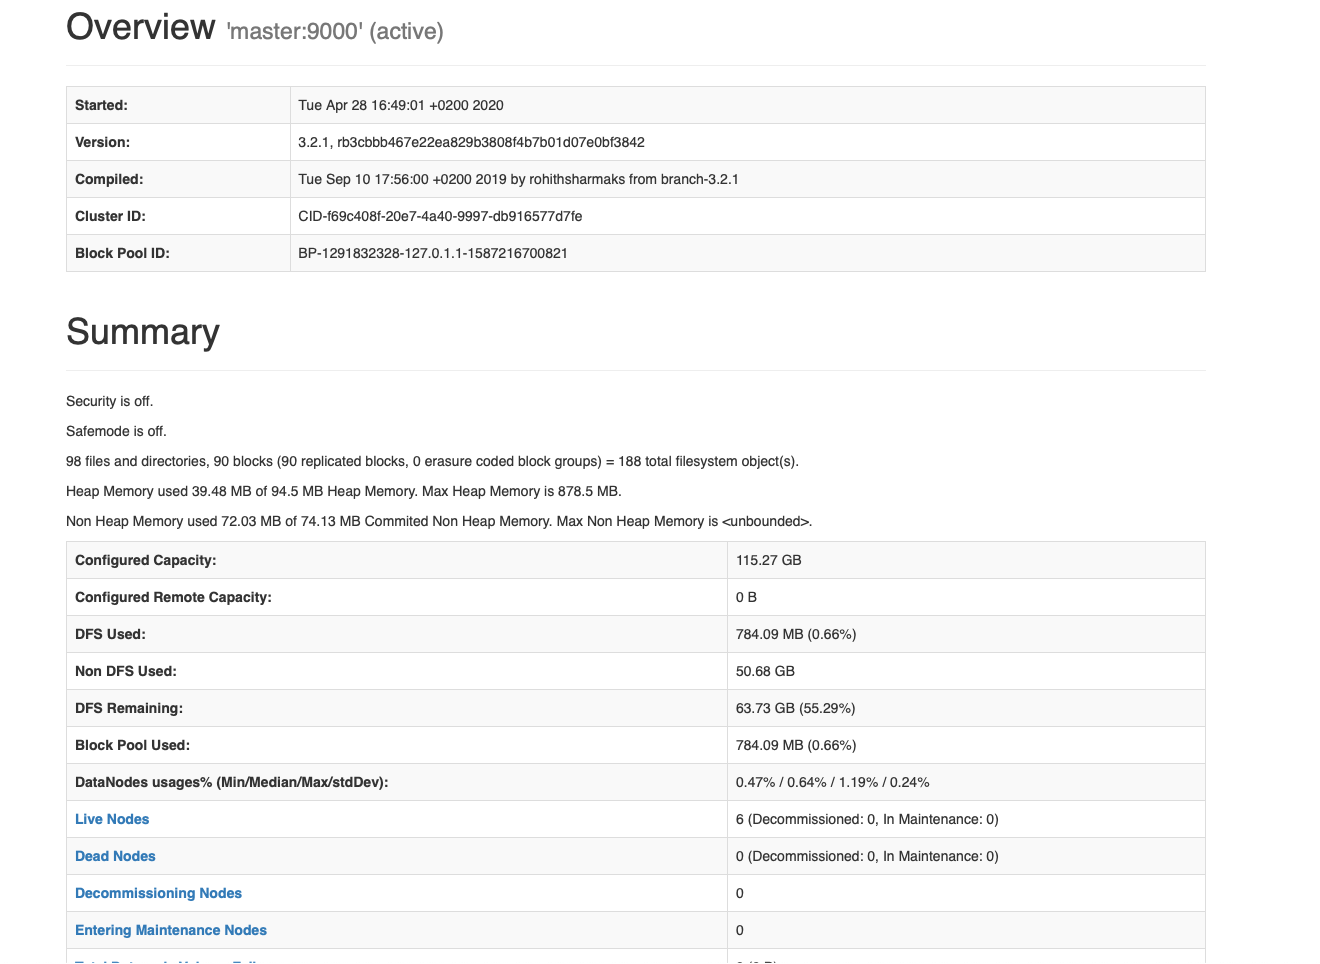 Overview 'master:9000' (active)
Started: Tue Apr 28 16:49:01 +0200 2020
Version: 3.2.1, rb3cbbb467e22ea829b3808f4b7b01d07e0bf3842
Compiled: Tue Sep 10 17:56:00 +0200 2019 by rohithsharmaks from branch-3.2.1
Cluster ID: CID-f69c408f-20e7-4a40-9997-db916577d7fe
Block Pool ID: BP-1291832328-127.0.1.1-1587216700821
Summary
Security is off.
Safemode is off.
98 files and directories, 90 blocks (90 replicated blocks, 0 erasure coded block groups) = 188 total filesystem object(s).
Heap Memory used 39.48 MB of 94.5 MB Heap Memory. Max Heap Memory is 878.5 MB.
Non Heap Memory used 72.03 MB of 74.13 MB Commited Non Heap Memory. Max Non Heap Memory is <unbounded>.
Configured Capacity: 115.27 GB
Configured Remote Capacity: 0 B
DFS Used: 784.09 MB (0.66%)
Non DFS Used: 50.68 GB
DFS Remaining: 63.73 GB (55.29%)
Block Pool Used: 784.09 MB (0.66%)
DataNodes usages% (Min/Median/Max/stdDev): 0.47% / 0.64% / 1.19% / 0.24%
Live Nodes 6 (Decommissioned: 0, In Maintenance: 0)
Dead Nodes 0 (Decommissioned: 0, In Maintenance: 0)
Decommissioning Nodes 0
Entering Maintenance Nodes 0